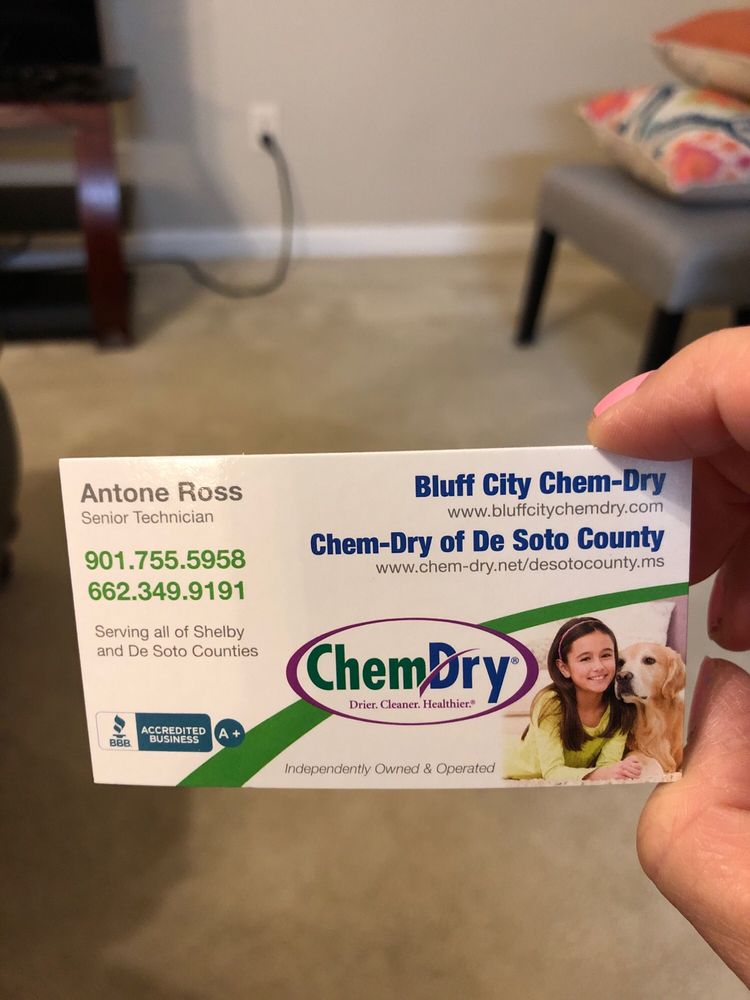 Antone Ross
Senior Technician
901.755.5958
662.349.9191
Serving all of Shelby
and De Soto Counties
BBB
ACCREDITED
BUSINESS
A+
Bluff City Chem-Dry
www.bluffcitychemdry.com
Chem-Dry of De Soto County
www.chem-dry.net/desotocounty.ms
ChemDry®
Drier. Cleaner. Healthier.®
Independently Owned & Operated